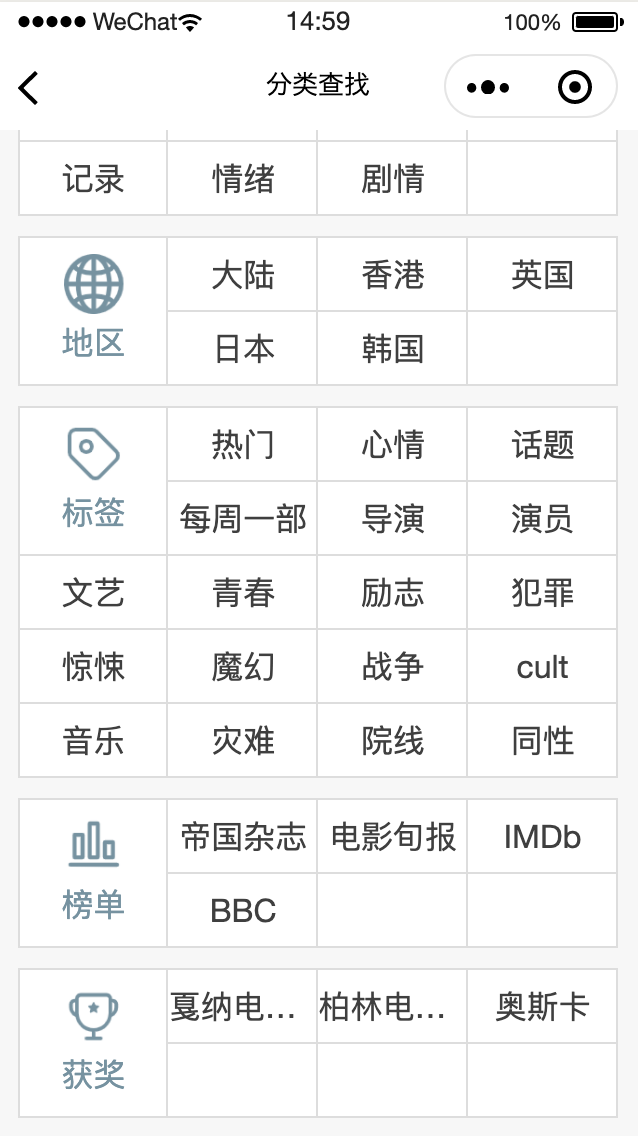 WeChat 14:59 100%
分类查找
记录 情绪 剧情
地区 大陆 香港 英国
日本 韩国
标签 热门 心情 话题
每周一部 导演 演员
文艺 青春 励志 犯罪
惊悚 魔幻 战争 cult
音乐 灾难 院线 同性
榜单 帝国杂志 电影旬报 IMDb
BBC
获奖 戛纳电... 柏林电... 奥斯卡